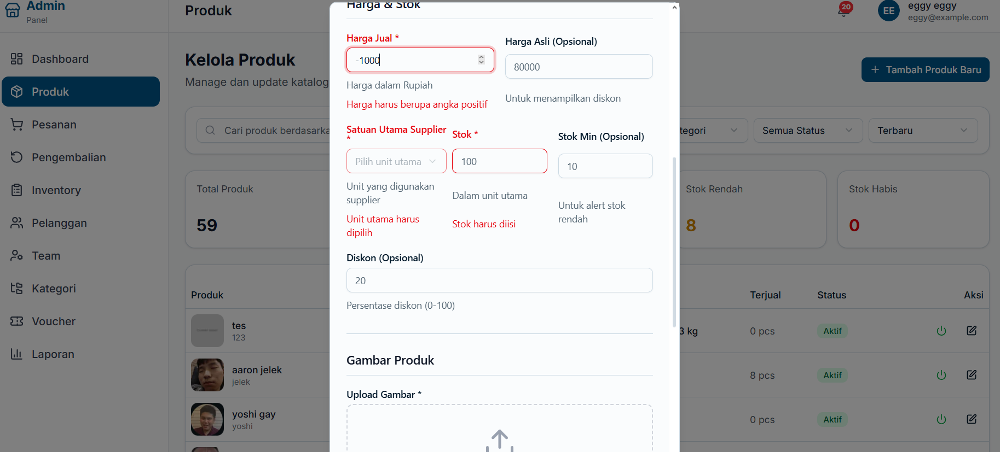 Admin
Panel
Dashboard
Produk
Pesanan
Pengembalian
Inventory
Pelanggan
Team
Kategori
Voucher
Laporan
Produk
20
EE
eggy eggy
eggy@example.com
Kelola Produk
Manage dan update katalog
+ Tambah Produk Baru
Cari produk berdasarka
tegori
Semua Status
Terbaru
Total Produk
59
Stok Rendah
8
Stok Habis
0
Produk
Terjual
Status
Aksi
tes
123
3 kg
0 pcs
Aktif
aaron jelek
jelek
8 pcs
Aktif
yoshi gay
yoshi
0 pcs
Aktif
Harga & Stok
Harga Jual *
-1000
Harga dalam Rupiah
Harga harus berupa angka positif
Harga Asli (Opsional)
80000
Untuk menampilkan diskon
Satuan Utama Supplier
*
Pilih unit utama
Unit yang digunakan
supplier
Unit utama harus
dipilih
Stok *
100
Dalam unit utama
Stok harus diisi
Stok Min (Opsional)
10
Untuk alert stok
rendah
Diskon (Opsional)
20
Persentase diskon (0-100)
Gambar Produk
Upload Gambar *